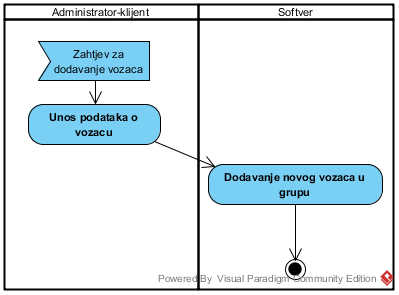 Administrator-klijent
Softver
Zahtjev za
dodavanje vozaca
Unos podataka o
vozacu
Dodavanje novog vozaca u
grupu
Powered By Visual Paradigm Community Edition